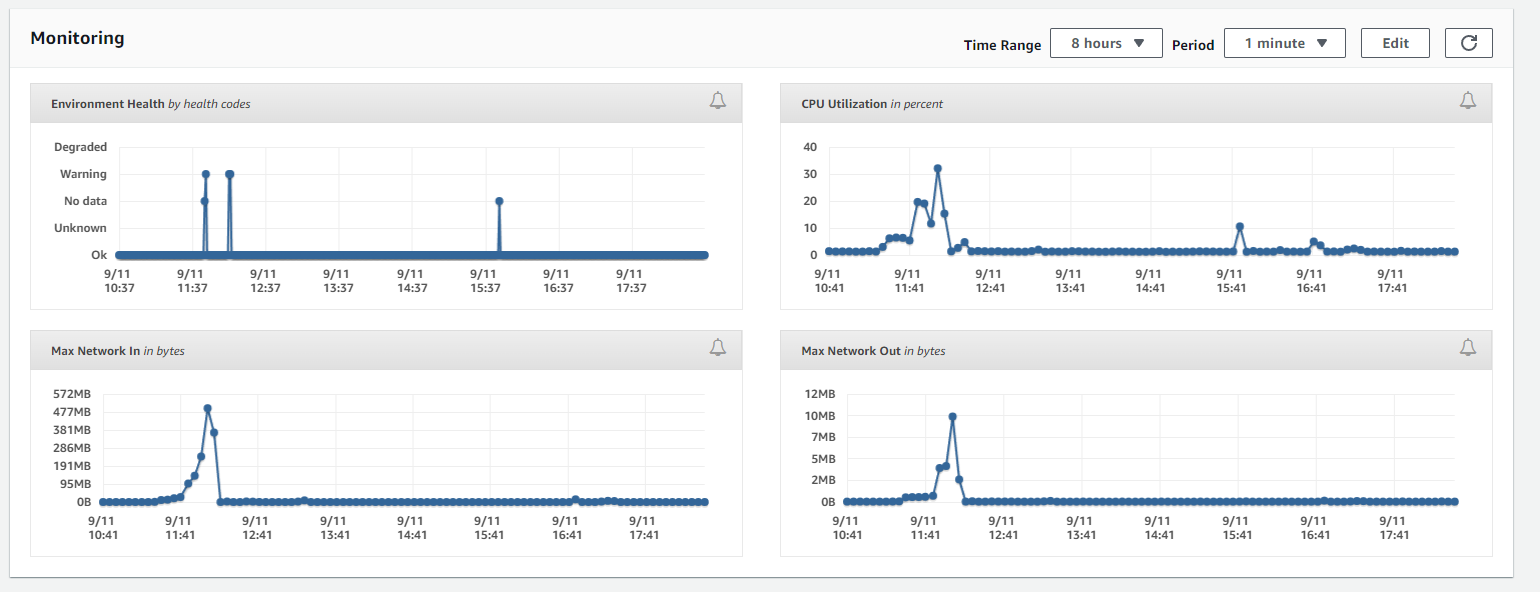 Monitoring
Time Range 8 hours Period 1 minute Edit
Environment Health by health codes
Degraded
Warning
No data
Unknown
Ok
9/11 9/11 9/11 9/11 9/11 9/11 9/11 9/11
10:37 11:37 12:37 13:37 14:37 15:37 16:37 17:37
CPU Utilization in percent
40
30
20
10
0
9/11 9/11 9/11 9/11 9/11 9/11 9/11 9/11
10:41 11:41 12:41 13:41 14:41 15:41 16:41 17:41
Max Network In in bytes
572MB
477MB
381MB
286MB
191MB
95MB
0B
9/11 9/11 9/11 9/11 9/11 9/11 9/11 9/11
10:41 11:41 12:41 13:41 14:41 15:41 16:41 17:41
Max Network Out in bytes
12MB
10MB
7MB
5MB
2MB
0B
9/11 9/11 9/11 9/11 9/11 9/11 9/11 9/11
10:41 11:41 12:41 13:41 14:41 15:41 16:41 17:41